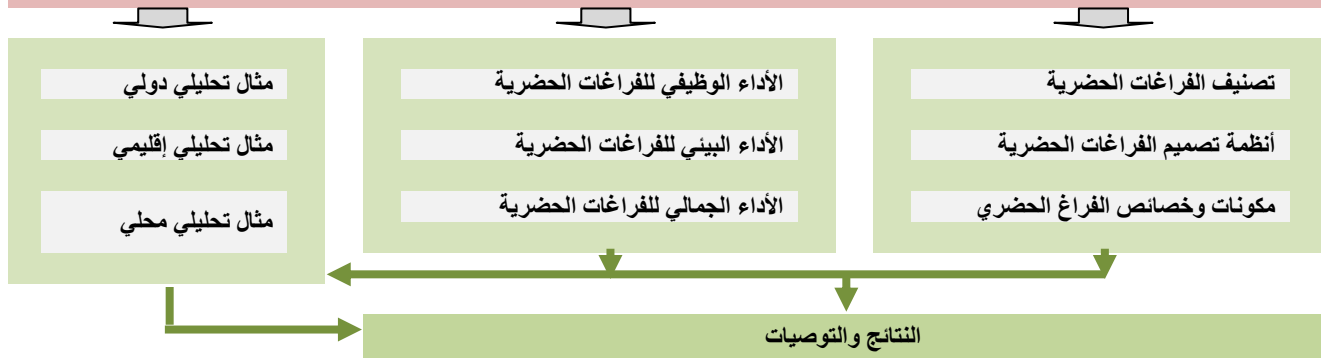 تصنيف الفراغات الحضرية
أنظمة تصميم الفراغات الحضرية
مكونات وخصائص الفراغ الحضري
الأداء الوظيفي للفراغات الحضرية
الأداء البيئي للفراغات الحضرية
الأداء الجمالي للفراغات الحضرية
مثال تحليلي دولي
مثال تحليلي إقليمي
مثال تحليلي محلي
النتائج والتوصيات